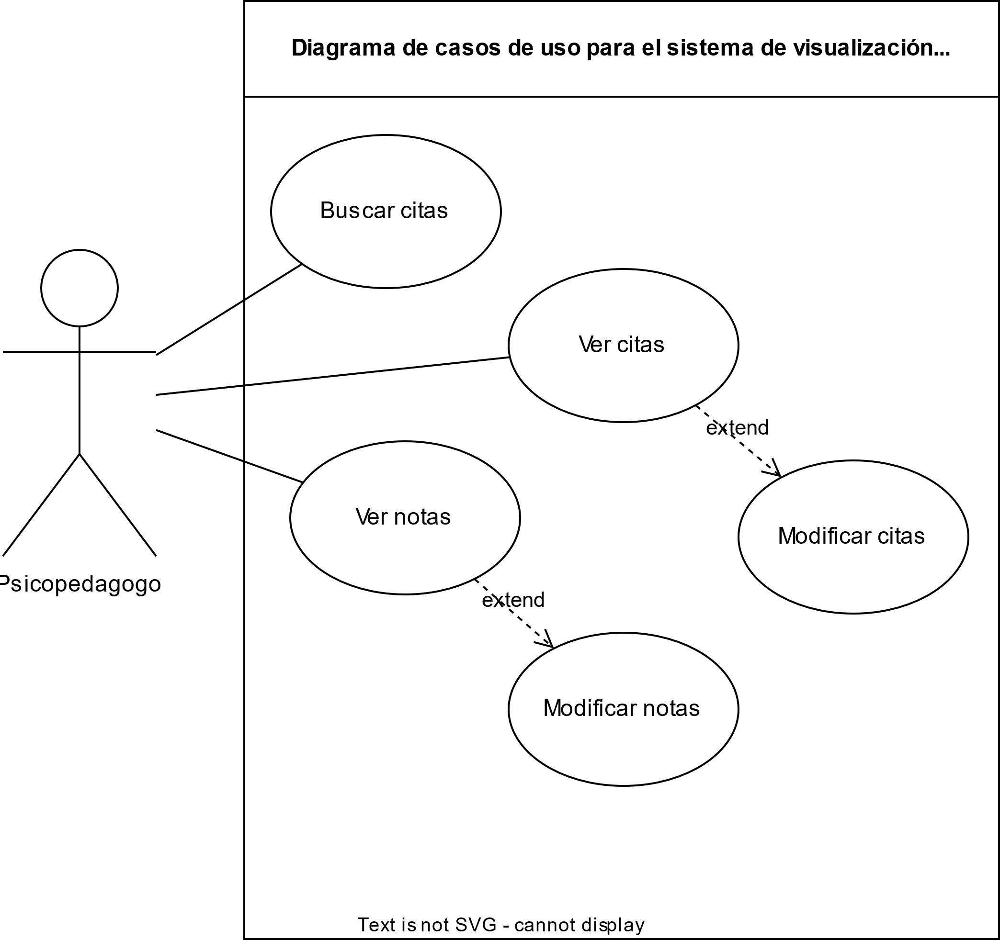 Diagrama de casos de uso para el sistema de visualización...
Buscar citas
Ver citas
extend
Ver notas
Modificar citas
Psicopedagogo
extend
Modificar notas
Text is not SVG - cannot display